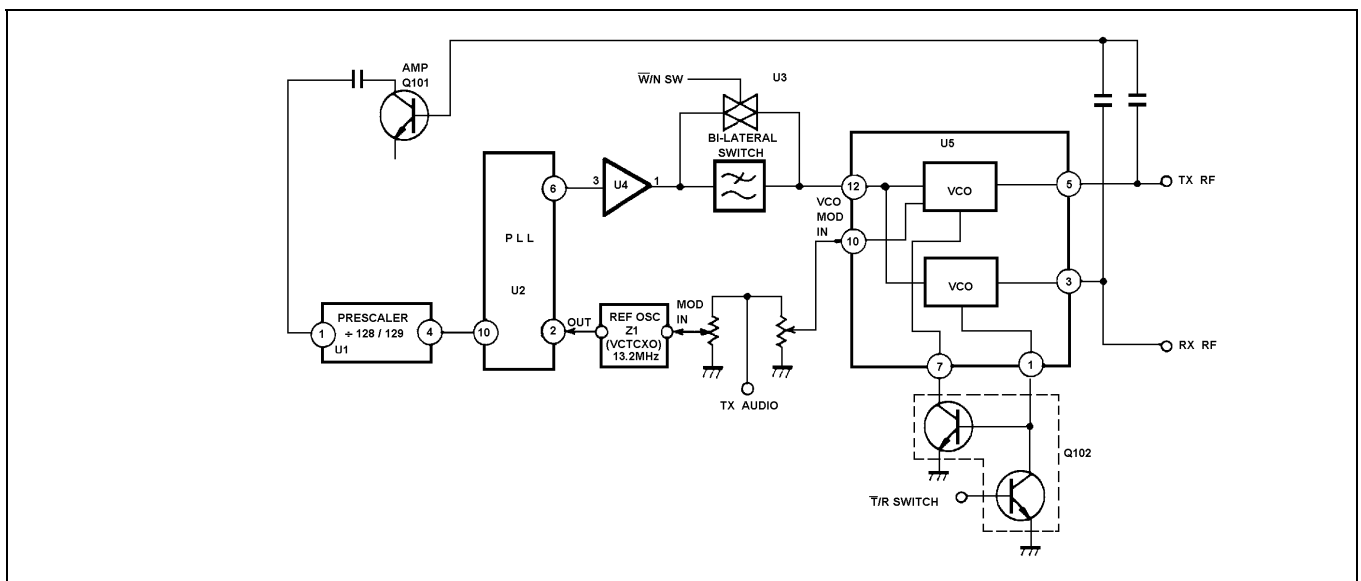 AMP
Q101
W̅/N SW
U3
BI-LATERAL
SWITCH
U5
3
U4
1
6
12
VCO
5
TX RF
VCO
MOD
IN
10
P L L
U2
VCO
3
PRESCALER
÷ 128 / 129
1
4
U1
10
2
OUT
REF OSC
Z1
(VCTCXO)
13.2MHz
MOD
IN
RX RF
7
1
TX AUDIO
Q102
T̅/R SWITCH